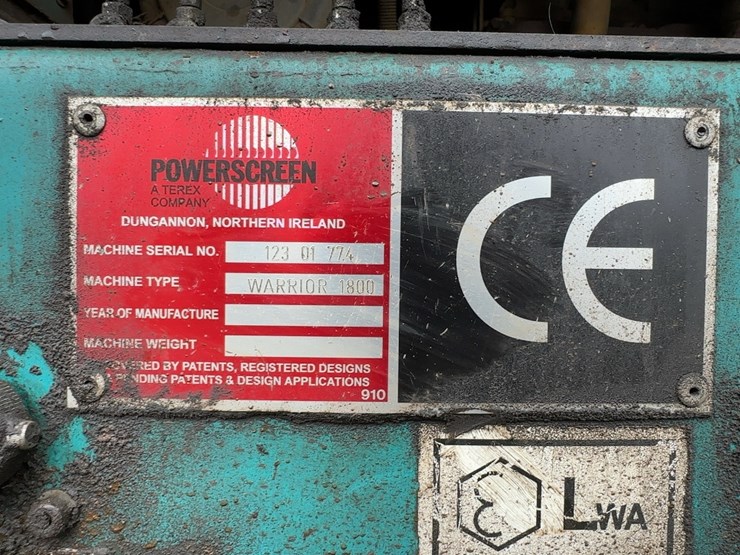 POWERSCREEN
A TEREX
COMPANY
DUNGANNON, NORTHERN IRELAND
MACHINE SERIAL NO. 123 01 774
MACHINE TYPE WARRIOR 1800
YEAR OF MANUFACTURE
MACHINE WEIGHT
COVERED BY PATENTS, REGISTERED DESIGNS
PENDING PATENTS & DESIGN APPLICATIONS
910
CE
LWA